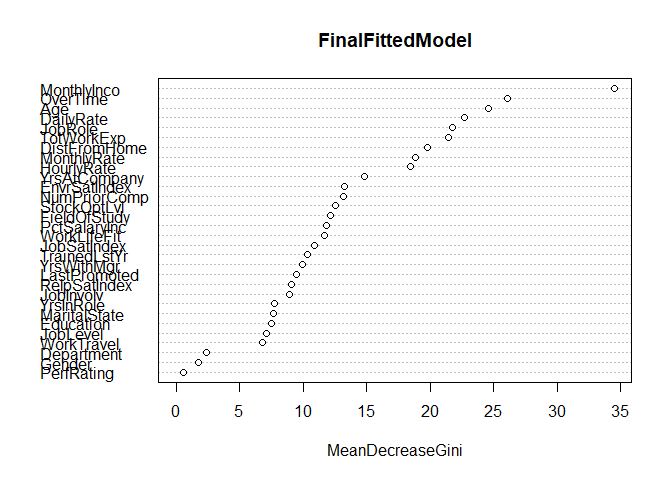 FinalFittedModel
MonthlyInco
OverTime
Age
DailyRate
JobRole
TotWorkExp
DistFromHome
MonthlyRate
HourlyRate
YrsAtCompany
EnvrSatIndex
NumPriorComp
StockOptLvl
FieldOfStudy
PctSalaryInc
WorkLifeFit
JobSatIndex
TrainedLstYr
YrsWithMgr
LastPromoted
RelpSatIndex
JobInvolv
YrsInRole
MaritalState
Education
JobLevel
WorkTravel
Department
Gender
PerfRating
0 5 10 15 20 25 30 35
MeanDecreaseGini